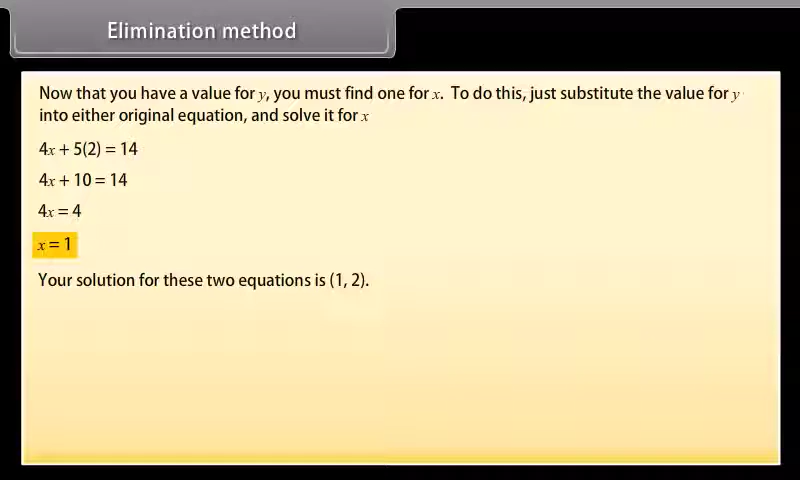 Elimination method
Now that you have a value for y, you must find one for x. To do this, just substitute the value for y
into either original equation, and solve it for x
4x + 5(2) = 14
4x + 10 = 14
4x = 4
x = 1
Your solution for these two equations is (1, 2).